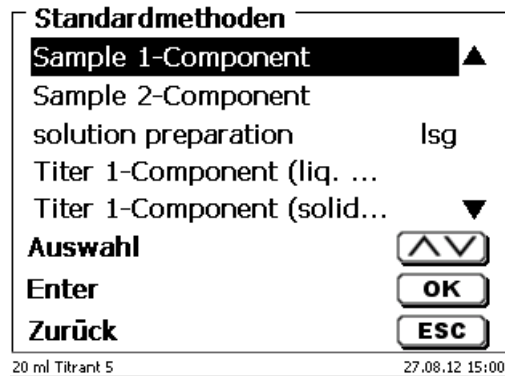 Standardmethoden
Sample 1-Component
Sample 2-Component
solution preparation lsg
Titer 1-Component (liq. ...
Titer 1-Component (solid...
Auswahl
Enter OK
Zurück ESC
20 ml Titrant 5 27.08.12 15:00